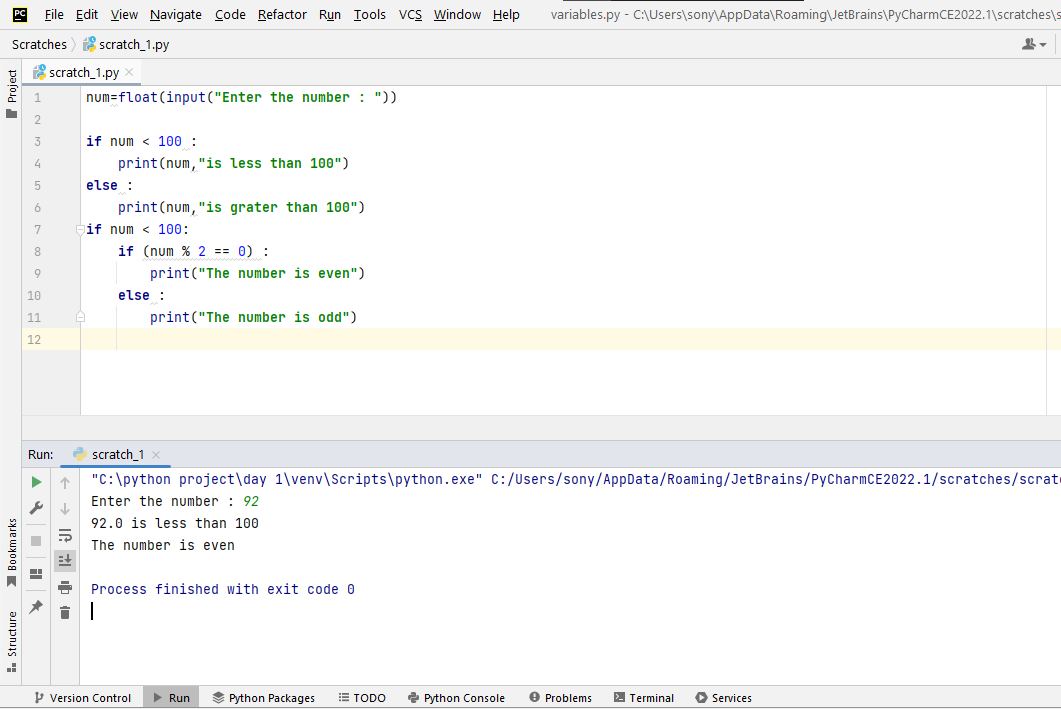 PC File Edit View Navigate Code Refactor Run Tools VCS Window Help variables.py - C:\Users\sony\AppData\Roaming\JetBrains\PyCharmCE2022.1\scratches\s
Scratches scratch_1.py
Project
scratch_1.py
1 num=float(input("Enter the number : "))
2
3 if num < 100 :
4 print(num,"is less than 100")
5 else :
6 print(num,"is grater than 100")
7 if num < 100:
8 if (num % 2 == 0) :
9 print("The number is even")
10 else :
11 print("The number is odd")
12
Run: scratch_1
"C:\python project\day 1\venv\Scripts\python.exe" C:/Users/sony/AppData/Roaming/JetBrains/PyCharmCE2022.1/scratches/scrat
Enter the number : 92
92.0 is less than 100
The number is even
Process finished with exit code 0
Bookmarks
Structure
Version Control Run Python Packages TODO Python Console Problems Terminal Services